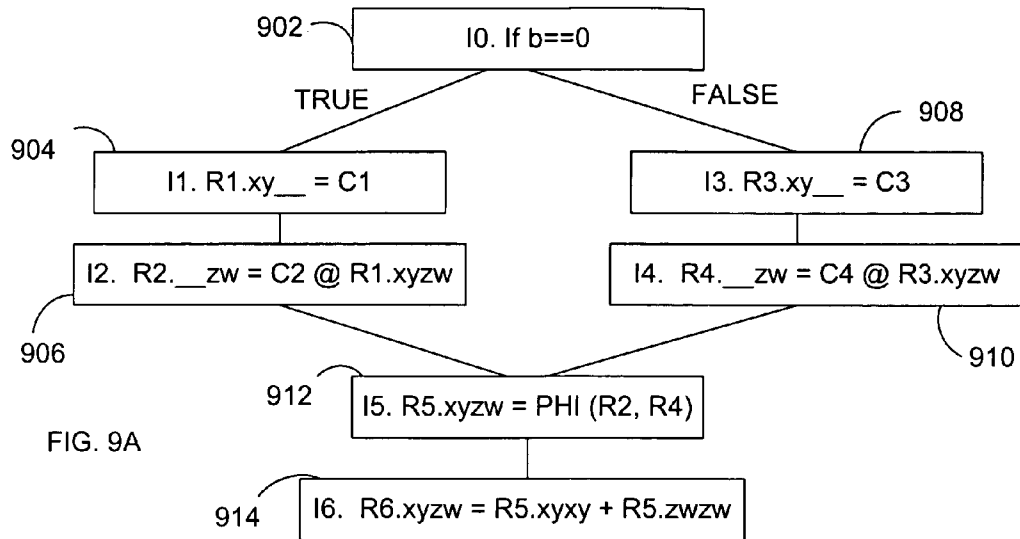 902
I0. If b==0
TRUE
FALSE
908
904
I1. R1.xy__ = C1
I3. R3.xy__ = C3
I2. R2.__zw = C2 @ R1.xyzw
I4. R4.__zw = C4 @ R3.xyzw
906
910
912
I5. R5.xyzw = PHI (R2, R4)
FIG. 9A
914
I6. R6.xyzw = R5.xyxy + R5.zwzw